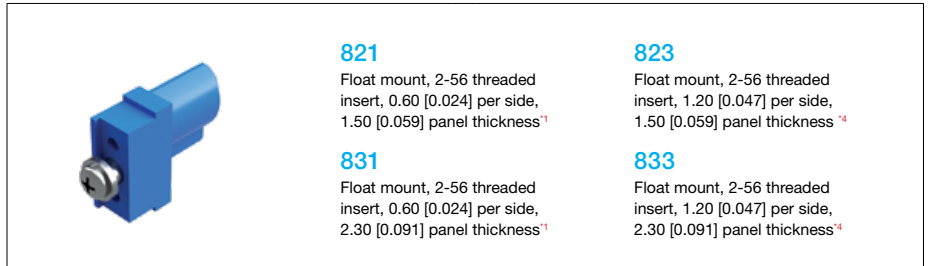 821
Float mount, 2-56 threaded
insert, 0.60 [0.024] per side,
1.50 [0.059] panel thickness*1
831
Float mount, 2-56 threaded
insert, 0.60 [0.024] per side,
2.30 [0.091] panel thickness*1
823
Float mount, 2-56 threaded
insert, 1.20 [0.047] per side,
1.50 [0.059] panel thickness *4
833
Float mount, 2-56 threaded
insert, 1.20 [0.047] per side,
2.30 [0.091] panel thickness*4